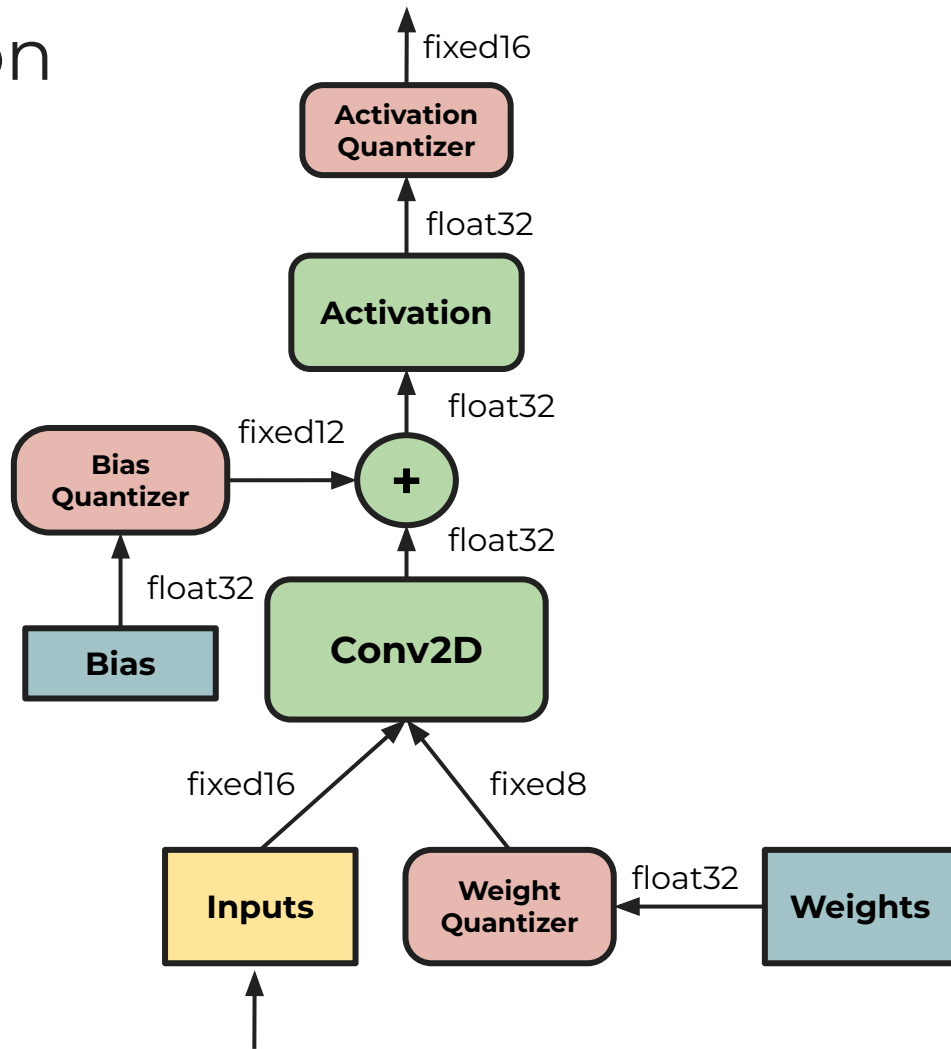 on
fixed16
Activation
Quantizer
float32
Activation
float32
fixed12
Bias
Quantizer
+
float32
float32
Bias
Conv2D
fixed16
fixed8
Inputs
Weight
Quantizer
float32
Weights